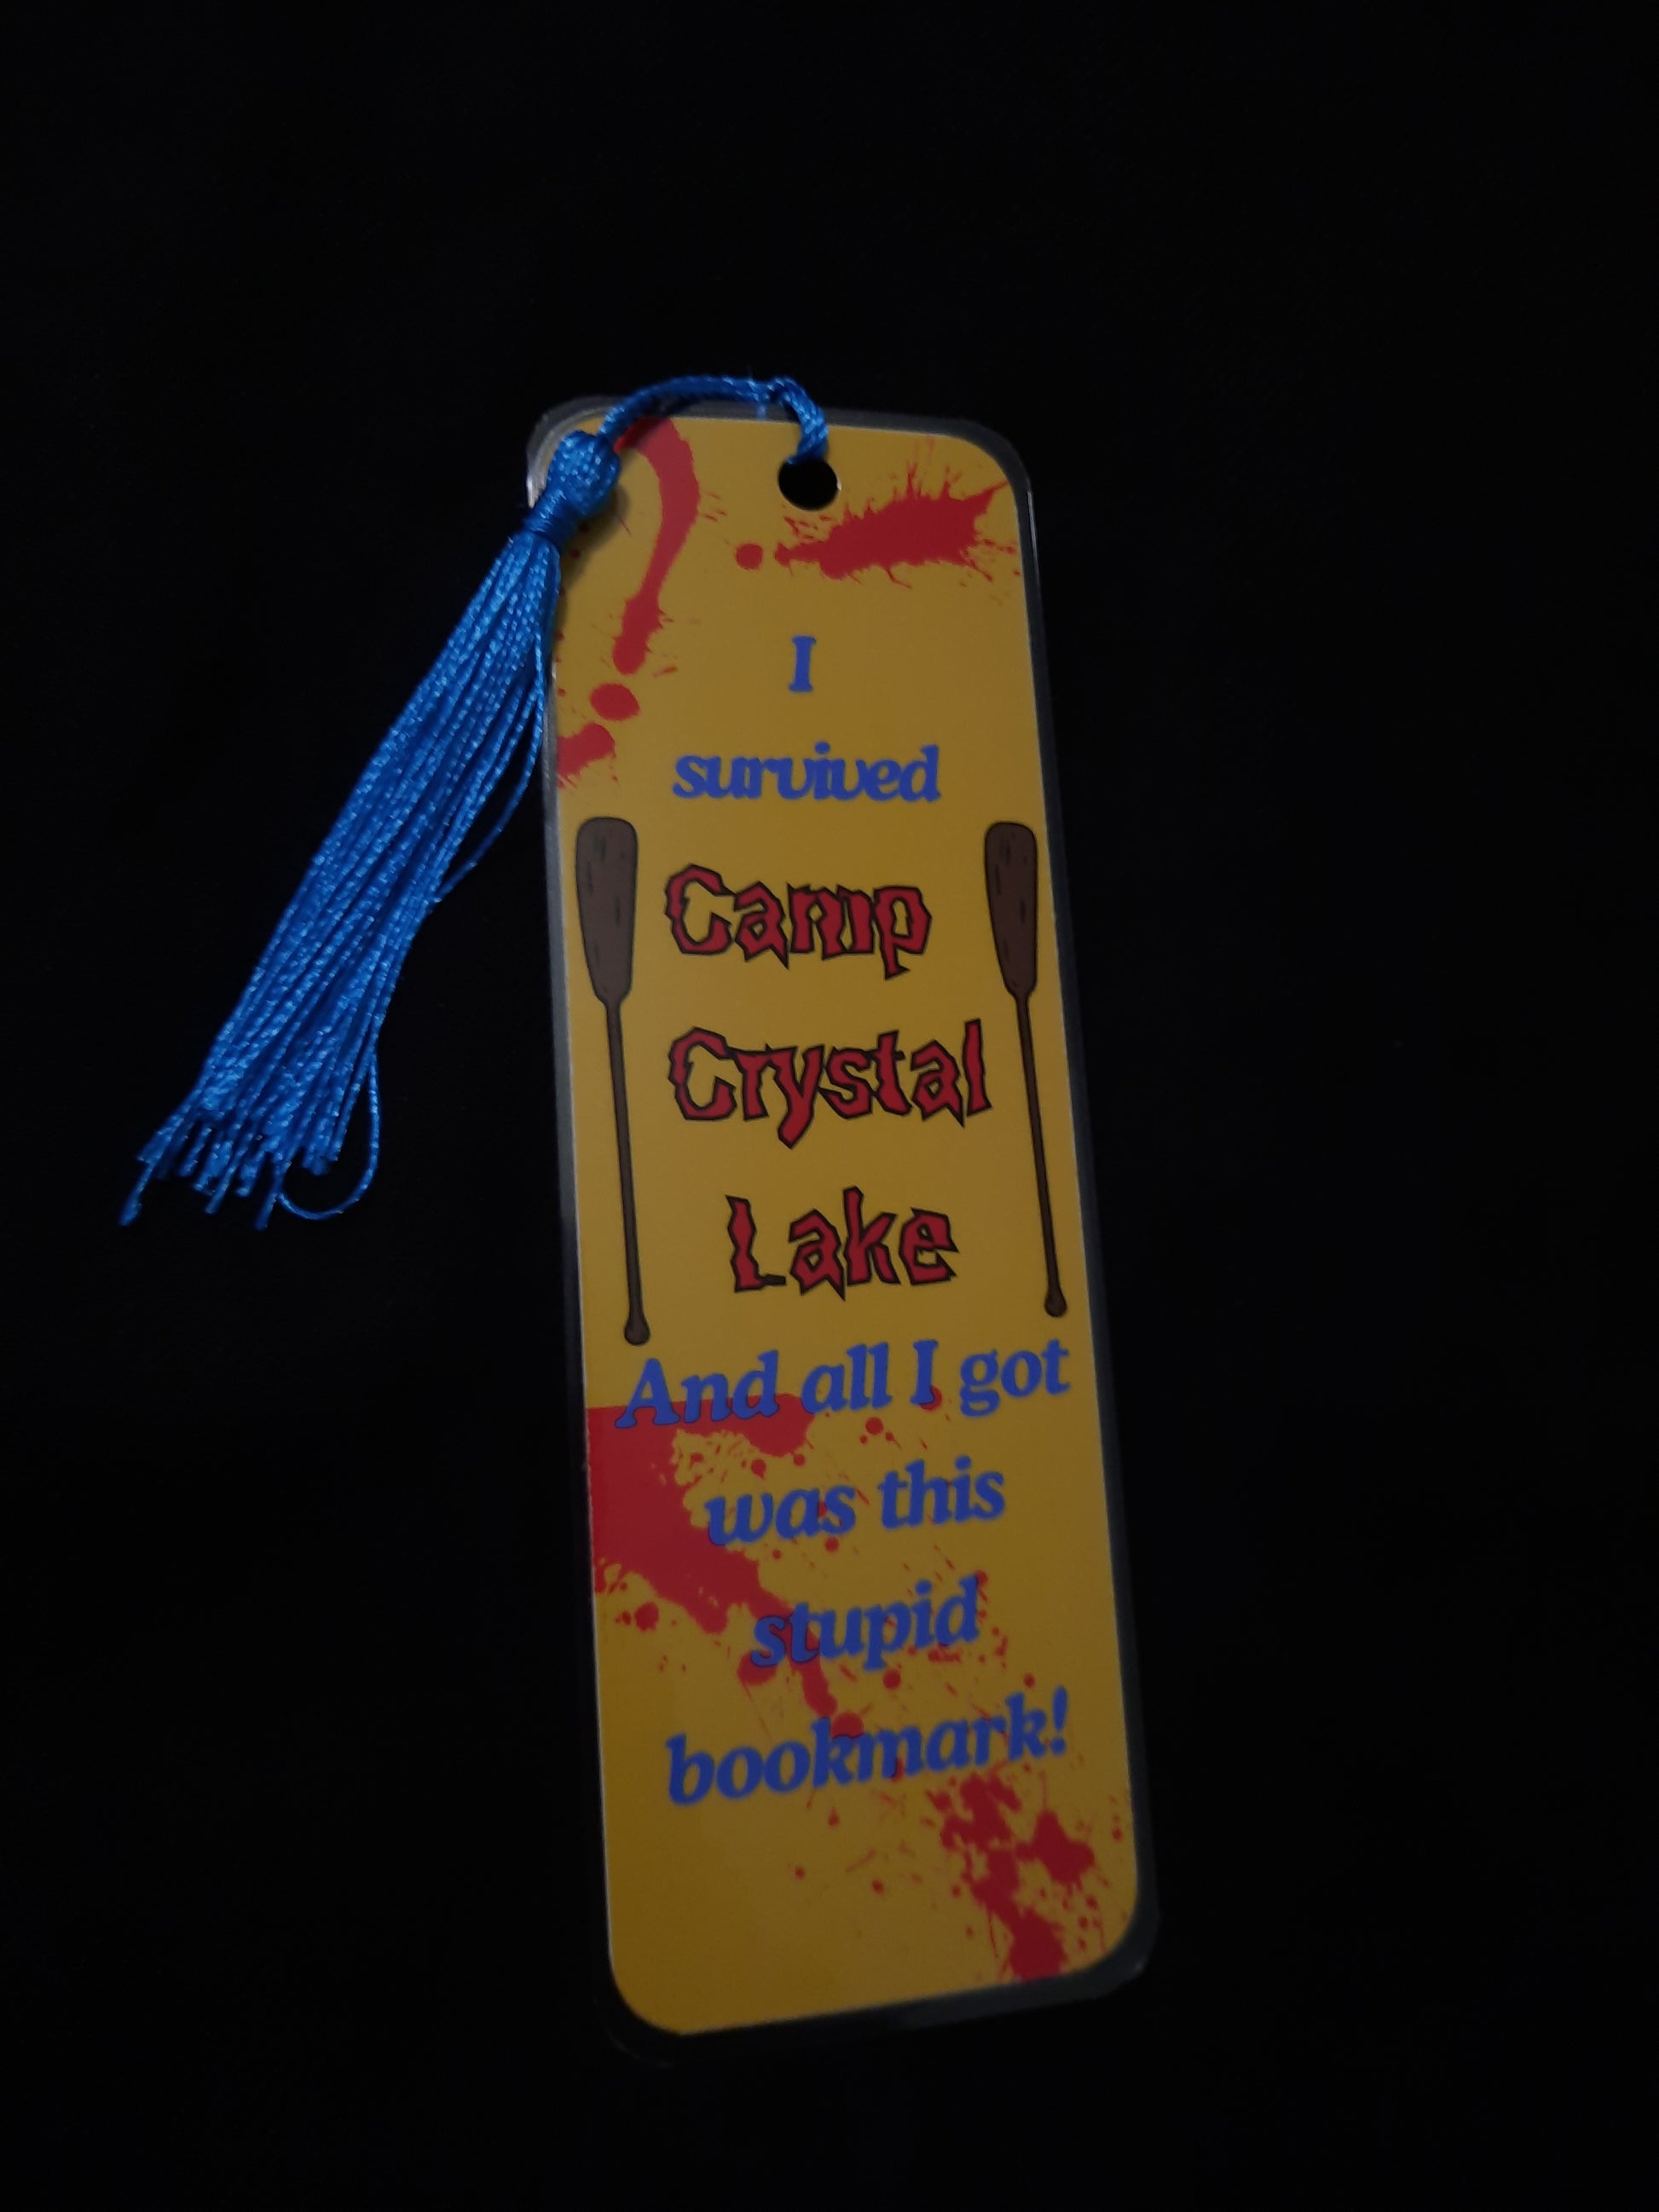 I
survived
Camp
Crystal
Lake
And all I got
was this
stupid
bookmark!